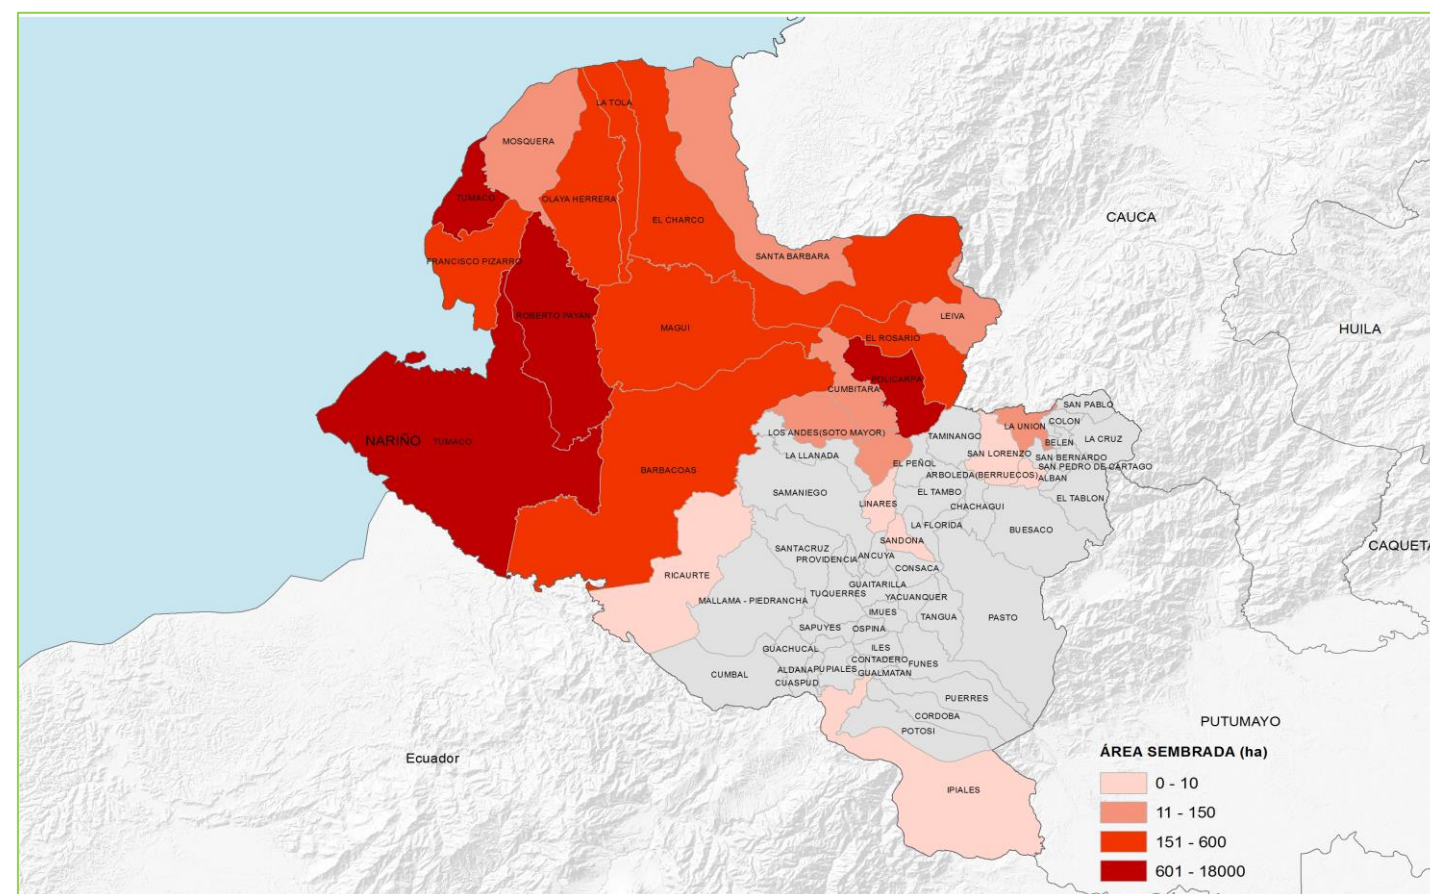 LA TOLA
MOSQUERA
TUMACO
OLAYA HERRERA
EL CHARCO
CAUCA
SANTA BARBARA
FRANCISCO PIZARRO
ROBERTO PAYAN
LEIVA
MAGUI
HUILA
EL ROSARIO
POLICARPA
CUMBITARA
SAN PABLO
NARIÑO
TUMACO
LOS ANDES(SOTO MAYOR)
TAMINANGO
LA UNION
COLON
BELEN
LA CRUZ
LA LLANADA
SAN LORENZO
SAN BERNARDO
BARBACOAS
EL PEÑOL
SAN PEDRO DE CARTAGO
ARBOLEDA(BERRUECOS)
ALBAN
SAMANIEGO
EL TAMBO
EL TABLON
LINARES
CHACHAGUI
LA FLORIDA
BUESACO
SANDONA
SANTACRUZ
PROVIDENCIA
ANCUYA
CAQUETA
RICAURTE
CONSACA
GUAITARILLA
MALLAMA - PIEDRANCHA
TUQUERRES
YACUANQUER
IMUES
TANGUA
PASTO
SAPUYES
OSPINA
GUACHUCAL
ILES
CONTADERO
FUNES
CUMBAL
ALDANA
PUPIALES
GUALMATAN
CUASPUD
PUERRES
CORDOBA
PUTUMAYO
POTOSI
Ecuador
IPIALES
ÁREA SEMBRADA (ha)
0 - 10
11 - 150
151 - 600
601 - 18000